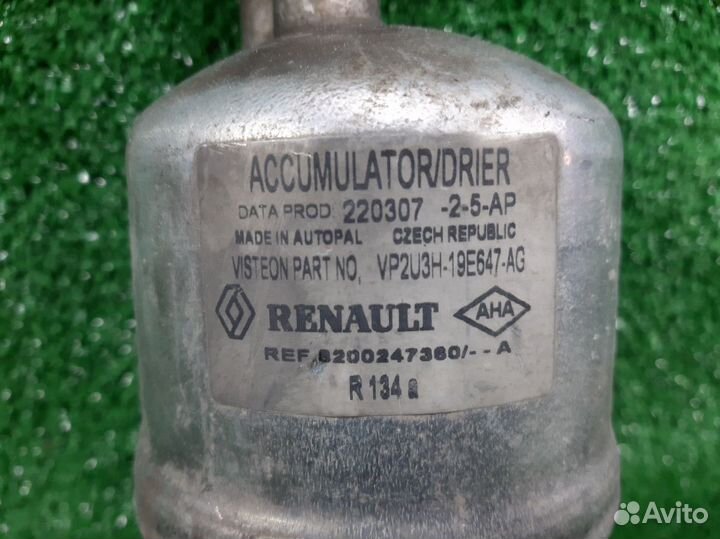 ACCUMULATOR/DRIER
DATA PROD 220307 -2-5-AP
MADE IN AUTOPAL CZECH REPUBLIC
VISTEON PART NO, VP2U3H-19E647-AG
RENAULT AHA
REF.8200247360/--A
R 134 a
Avito